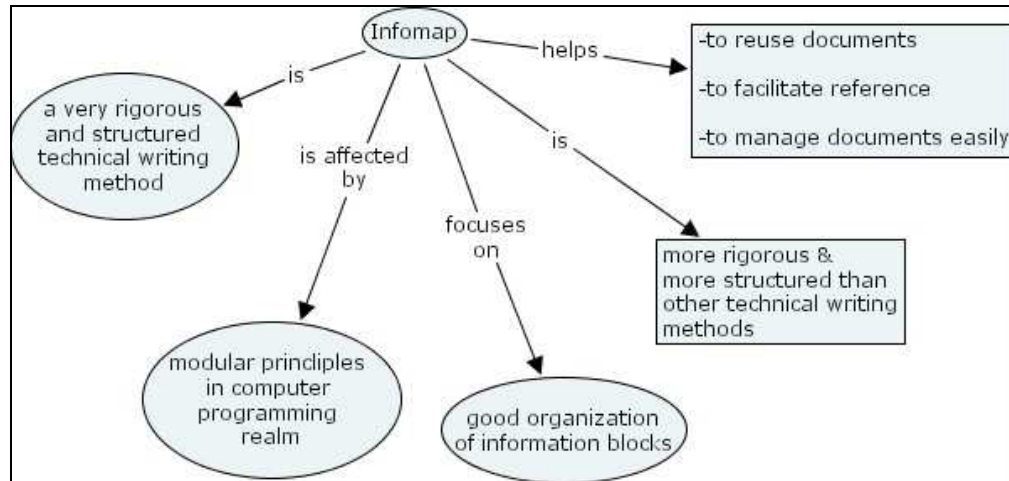 Infomap
is
a very rigorous
and structured
technical writing
method
is affected
by
modular principles
in computer
programming
realm
focuses
on
good organization
of information blocks
is
more rigorous &
more structured than
other technical writing
methods
helps
-to reuse documents
-to facilitate reference
-to manage documents easily